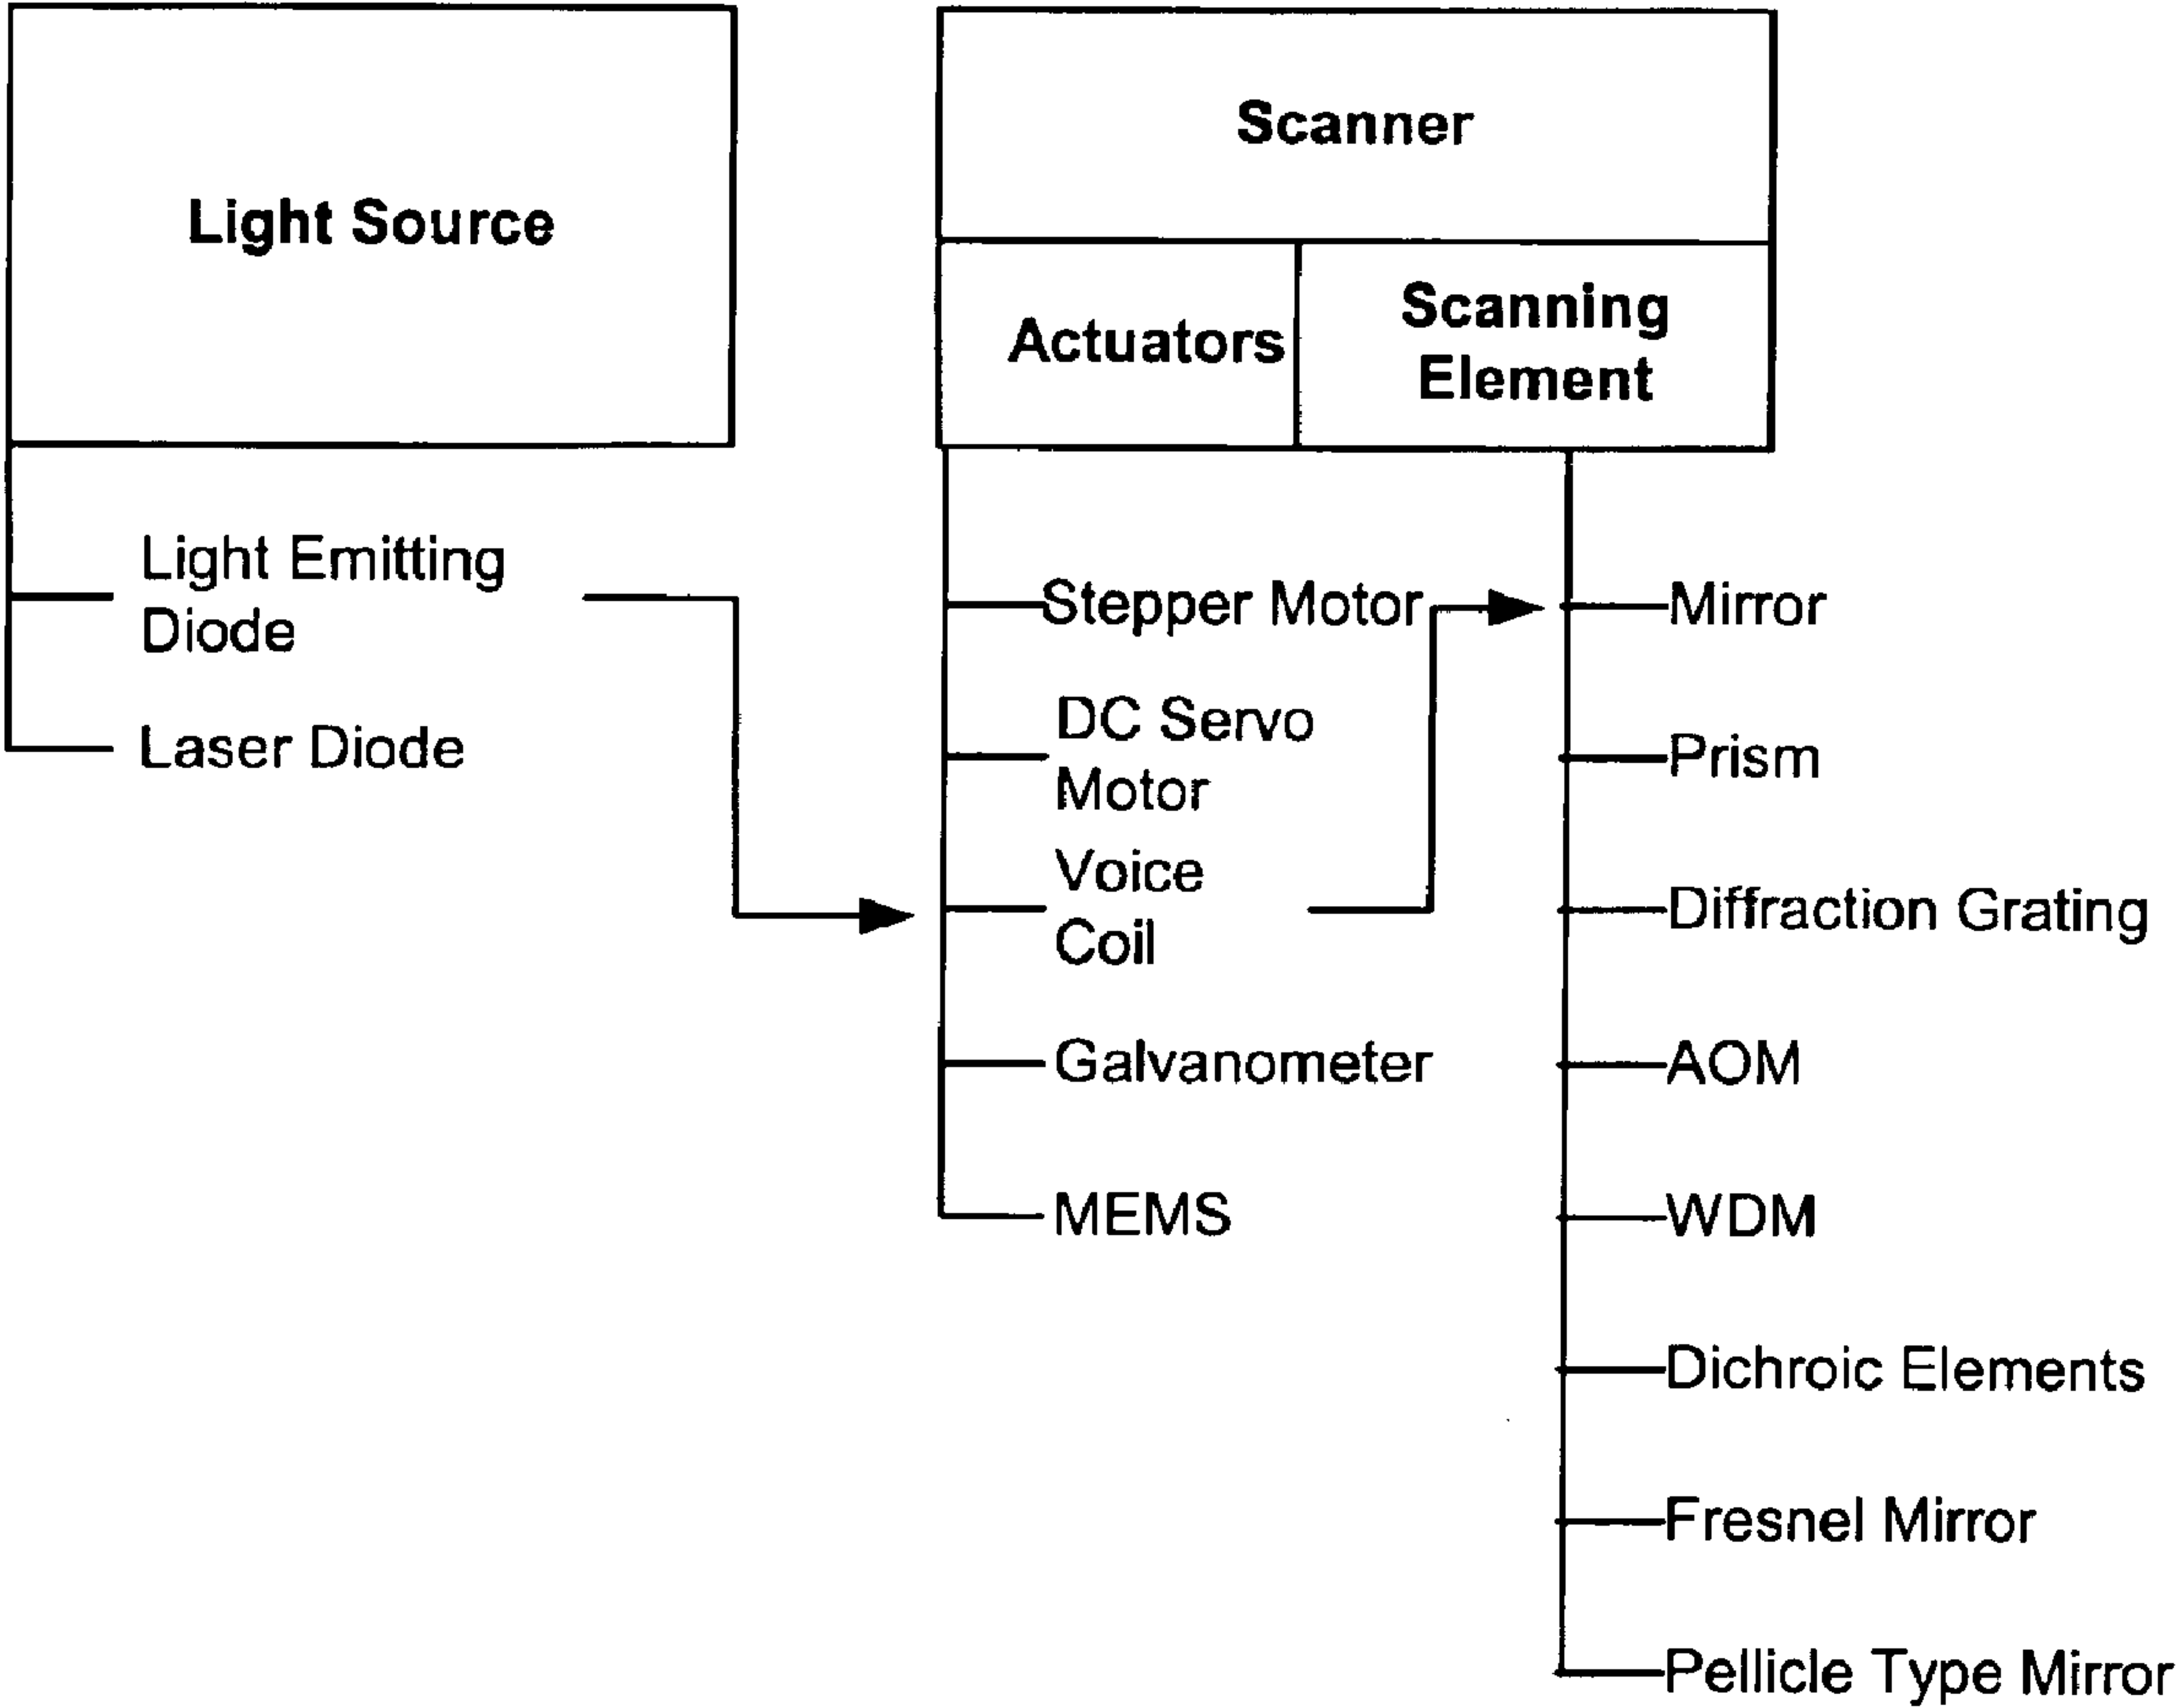 Light Source
Light Emitting
Diode
Laser Diode
Scanner
Actuators
Scanning
Element
Stepper Motor
DC Servo
Motor
Voice
Coil
Galvanometer
MEMS
Mirror
Prism
Diffraction Grating
AOM
WDM
Dichroic Elements
Fresnel Mirror
Pellicle Type Mirror